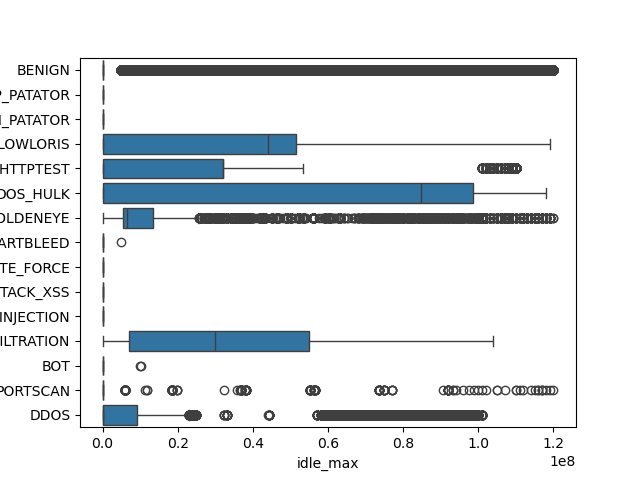 BENIGN
P_PATATOR
H_PATATOR
LOWLORIS
HTTPTEST
DOS_HULK
OLDENEYE
ARTBLEED
TE_FORCE
TACK_XSS
INJECTION
ILTRATION
BOT
PORTSCAN
DDOS
0.0 0.2 0.4 0.6 0.8 1.0 1.2
1e8
idle_max